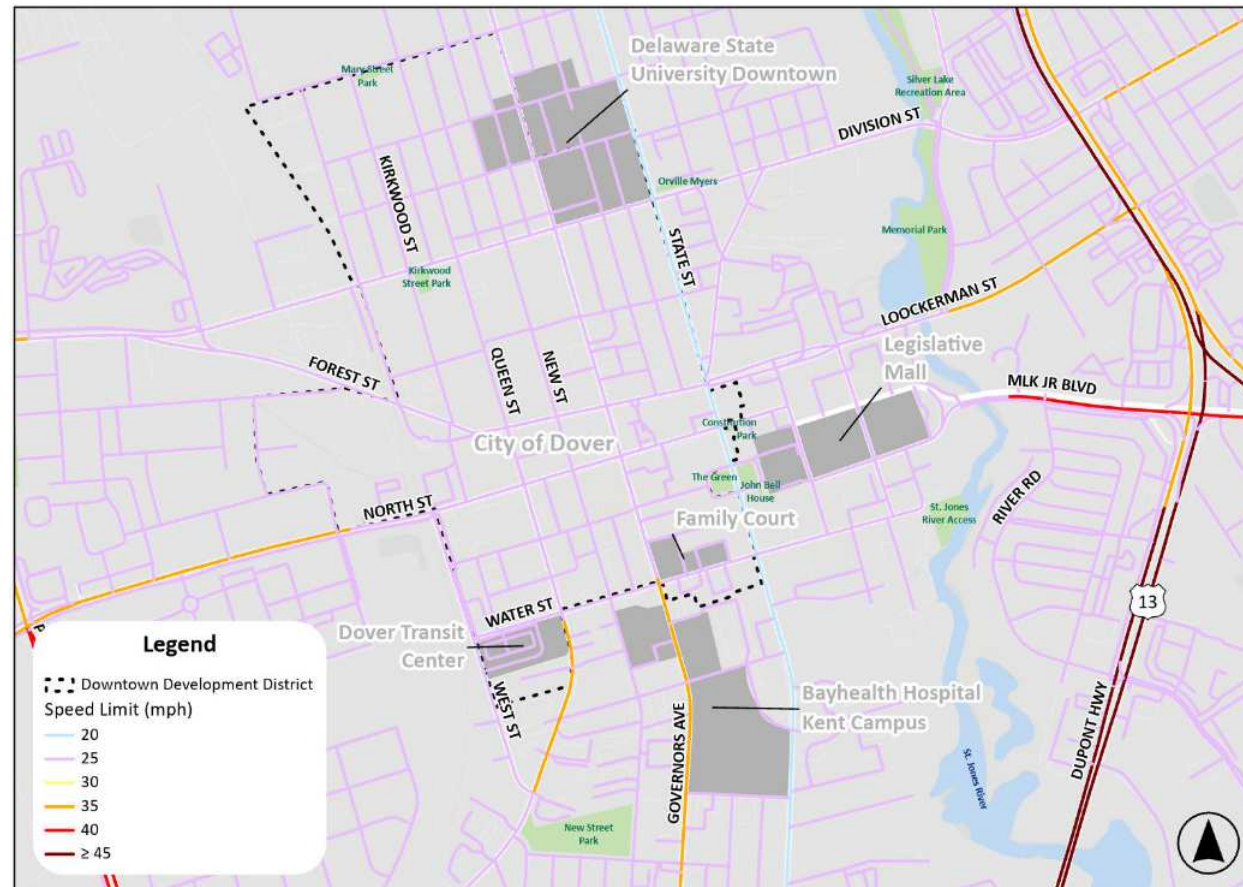 Delaware State
University Downtown
Mary Street
Park
Silver Lake
Recreation Area
DIVISION ST
KIRKWOOD ST
Orville Myers
STATE ST
Memorial Park
Kirkwood
Street Park
LOOCKERMAN ST
Legislative
Mall
FOREST ST
QUEEN ST
NEW ST
MLK JR BLVD
City of Dover
Constitution
Park
The Green
John Bell
House
NORTH ST
Family Court
St. Jones
River Access
RIVER RD
13
WATER ST
Dover Transit
Center
WEST ST
Bayhealth Hospital
Kent Campus
GOVERNORS AVE
DUPONT HWY
St. Jones River
New Street
Park
Legend
Downtown Development District
Speed Limit (mph)
20
25
30
35
40
≥ 45